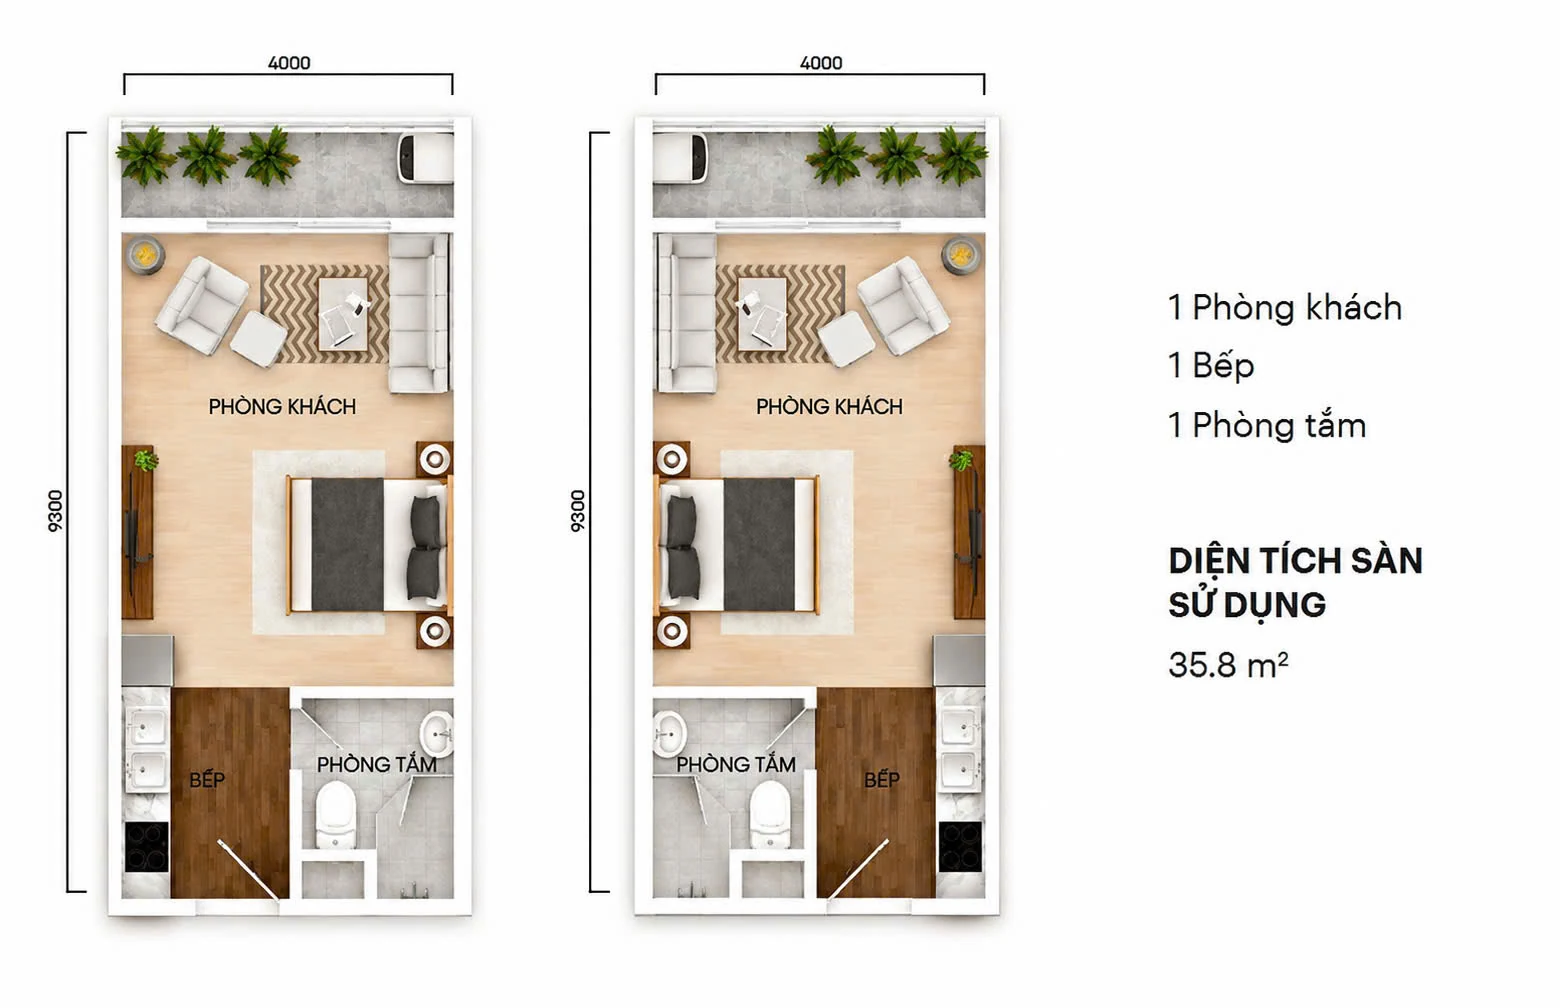 4000
9300
PHÒNG KHÁCH
BẾP
PHÒNG TẮM
4000
9300
PHÒNG KHÁCH
PHÒNG TẮM
BẾP
1 Phòng khách
1 Bếp
1 Phòng tắm
DIỆN TÍCH SÀN
SỬ DỤNG
35.8 m²